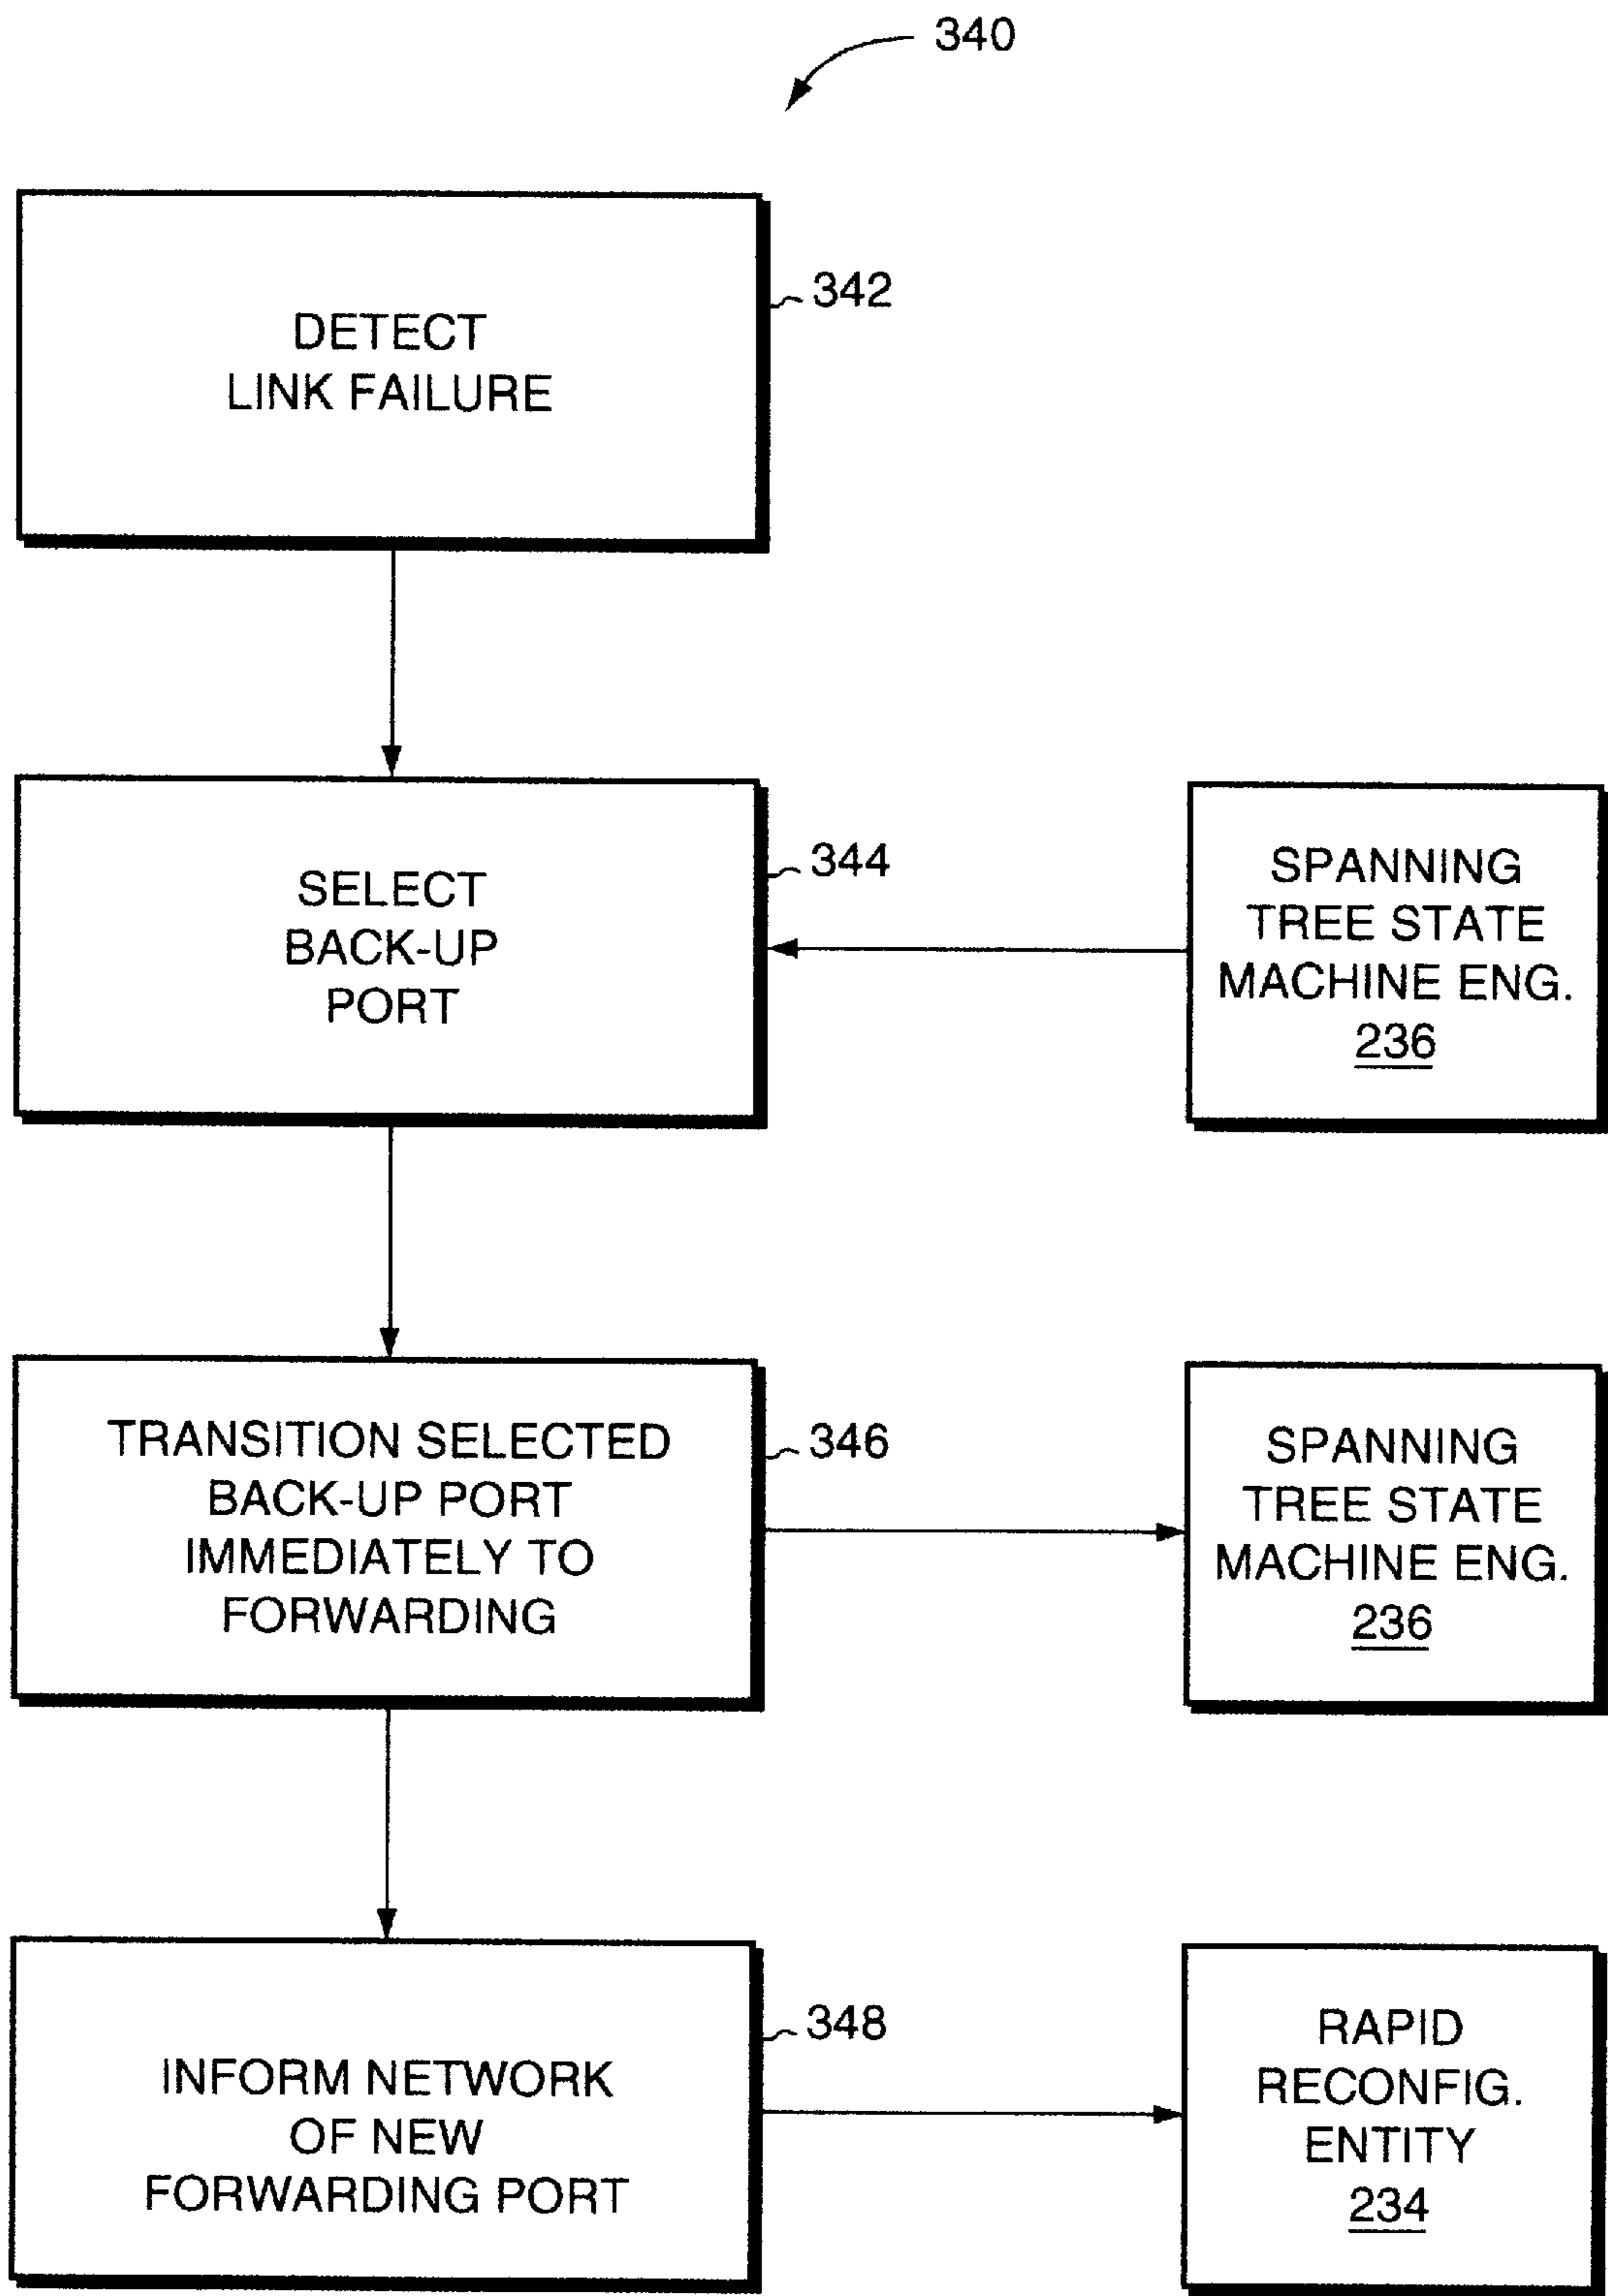 340
DETECT
LINK FAILURE
342
SELECT
BACK-UP
PORT
344
SPANNING
TREE STATE
MACHINE ENG.
236
TRANSITION SELECTED
BACK-UP PORT
IMMEDIATELY TO
FORWARDING
346
SPANNING
TREE STATE
MACHINE ENG.
236
INFORM NETWORK
OF NEW
FORWARDING PORT
348
RAPID
RECONFIG.
ENTITY
234